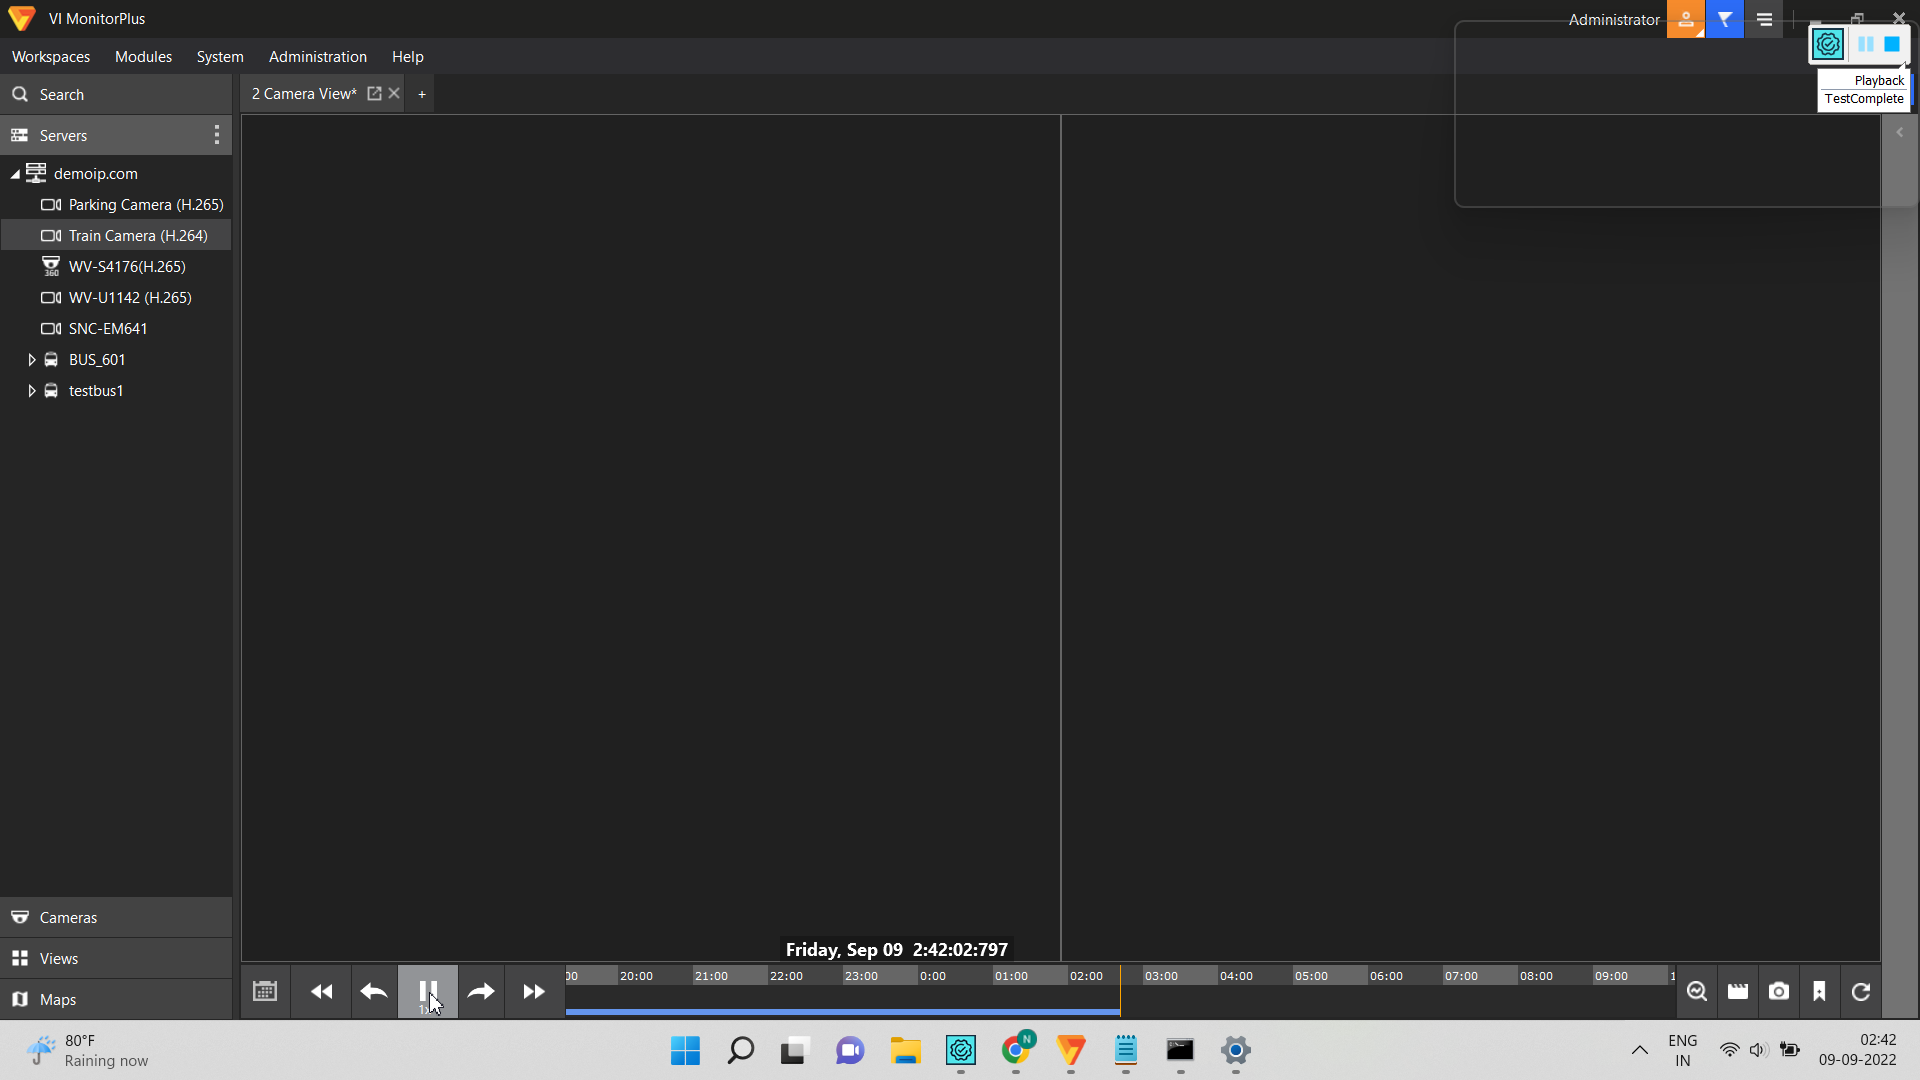 VI MonitorPlus
Administrator
Workspaces Modules System Administration Help
Playback
TestComplete
Search
2 Camera View* +
Servers
demoip.com
Parking Camera (H.265)
Train Camera (H.264)
360 WV-S4176(H.265)
WV-U1142 (H.265)
SNC-EM641
BUS_601
testbus1
Cameras
Views
Maps
Friday, Sep 09 2:42:02:797
00 20:00 21:00 22:00 23:00 0:00 01:00 02:00 03:00 04:00 05:00 06:00 07:00 08:00 09:00 1
80°F
Raining now
N
ENG
IN
02:42
09-09-2022